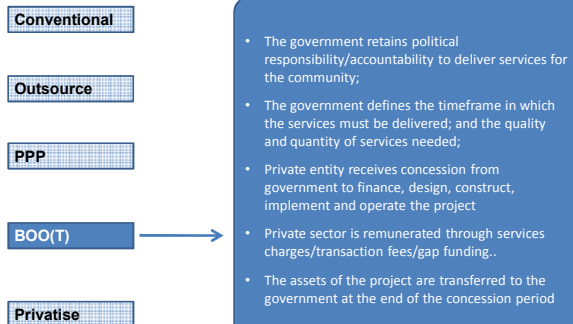 Conventional
Outsource
PPP
BOO(T)
Privatise
• The government retains political
responsibility/accountability to deliver services for
the community;
• The government defines the timeframe in which
the services must be delivered; and the quality
and quantity of services needed;
• Private entity receives concession from
government to finance, design, construct,
implement and operate the project
• Private sector is remunerated through services
charges/transaction fees/gap funding..
• The assets of the project are transferred to the
government at the end of the concession period